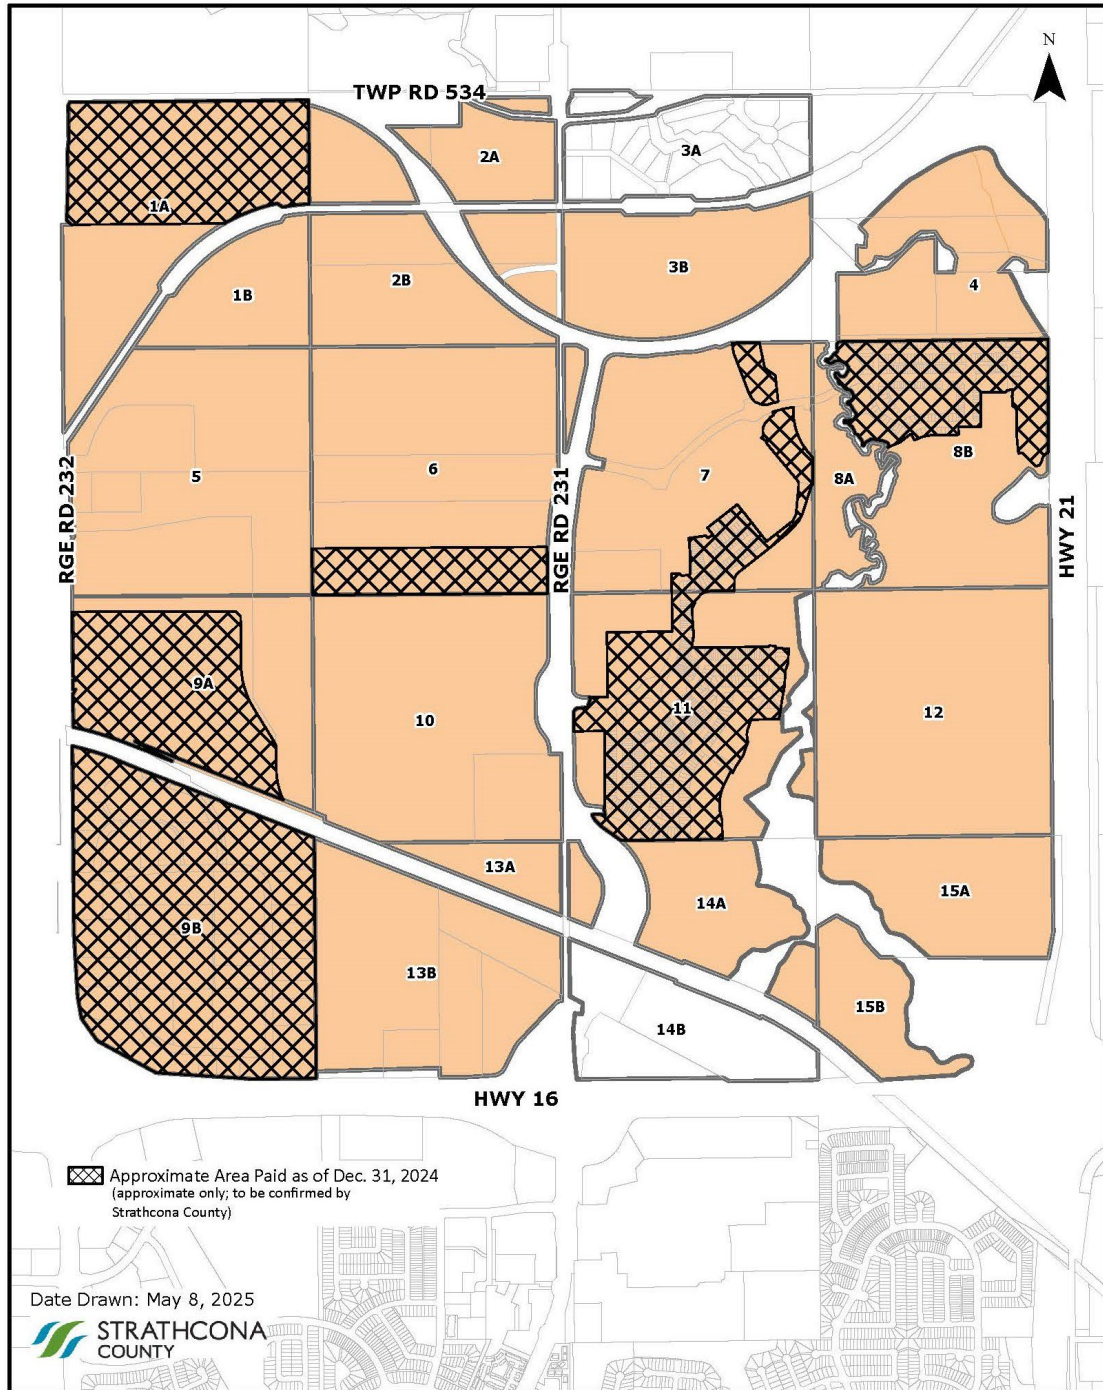 N
TWP RD 534
2A
3A
1A
3B
2B
4
1B
8B
6
7
5
8A
RGE RD 232
RGE RD 231
HWY 21
9A
11
12
10
13A
15A
14A
9B
13B
15B
14B
HWY 16
Approximate Area Paid as of Dec. 31, 2024
(approximate only; to be confirmed by
Strathcona County)
Date Drawn: May 8, 2025
STRATHCONA
COUNTY